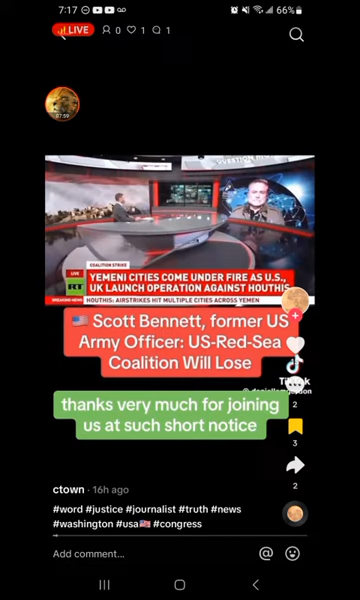 7:17
66%
LIVE
0
1
1
07:59
COALITION STRIKE
LIVE
RT
YEMENI CITIES COME UNDER FIRE AS U.S.,
UK LAUNCH OPERATION AGAINST HOUTHIS
BREAKING NEWS
HOUTHIS: AIRSTRIKES HIT MULTIPLE CITIES ACROSS YEMEN
🇺🇸 Scott Bennett, former US
Army Officer: US-Red-Sea
Coalition Will Lose
thanks very much for joining
us at such short notice
TikTok
2
3
2
ctown · 16h ago
#word #justice #journalist #truth #news
#washington #usa🇺🇸 #congress
Add comment...